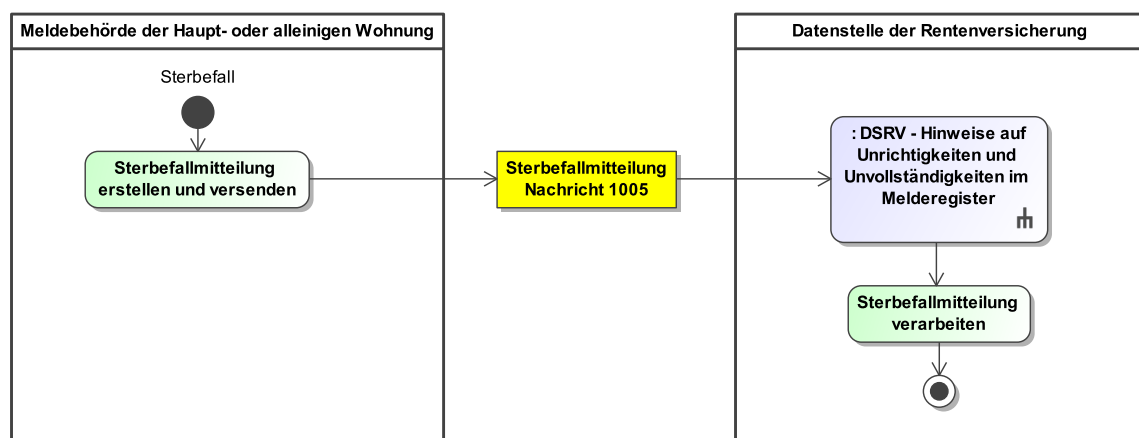 Meldebehörde der Haupt- oder alleinigen Wohnung
Datenstelle der Rentenversicherung
Sterbefall
Sterbefallmitteilung
erstellen und versenden
Sterbefallmitteilung
Nachricht 1005
: DSRV - Hinweise auf
Unrichtigkeiten und
Unvollständigkeiten im
Melderegister
Sterbefallmitteilung
verarbeiten